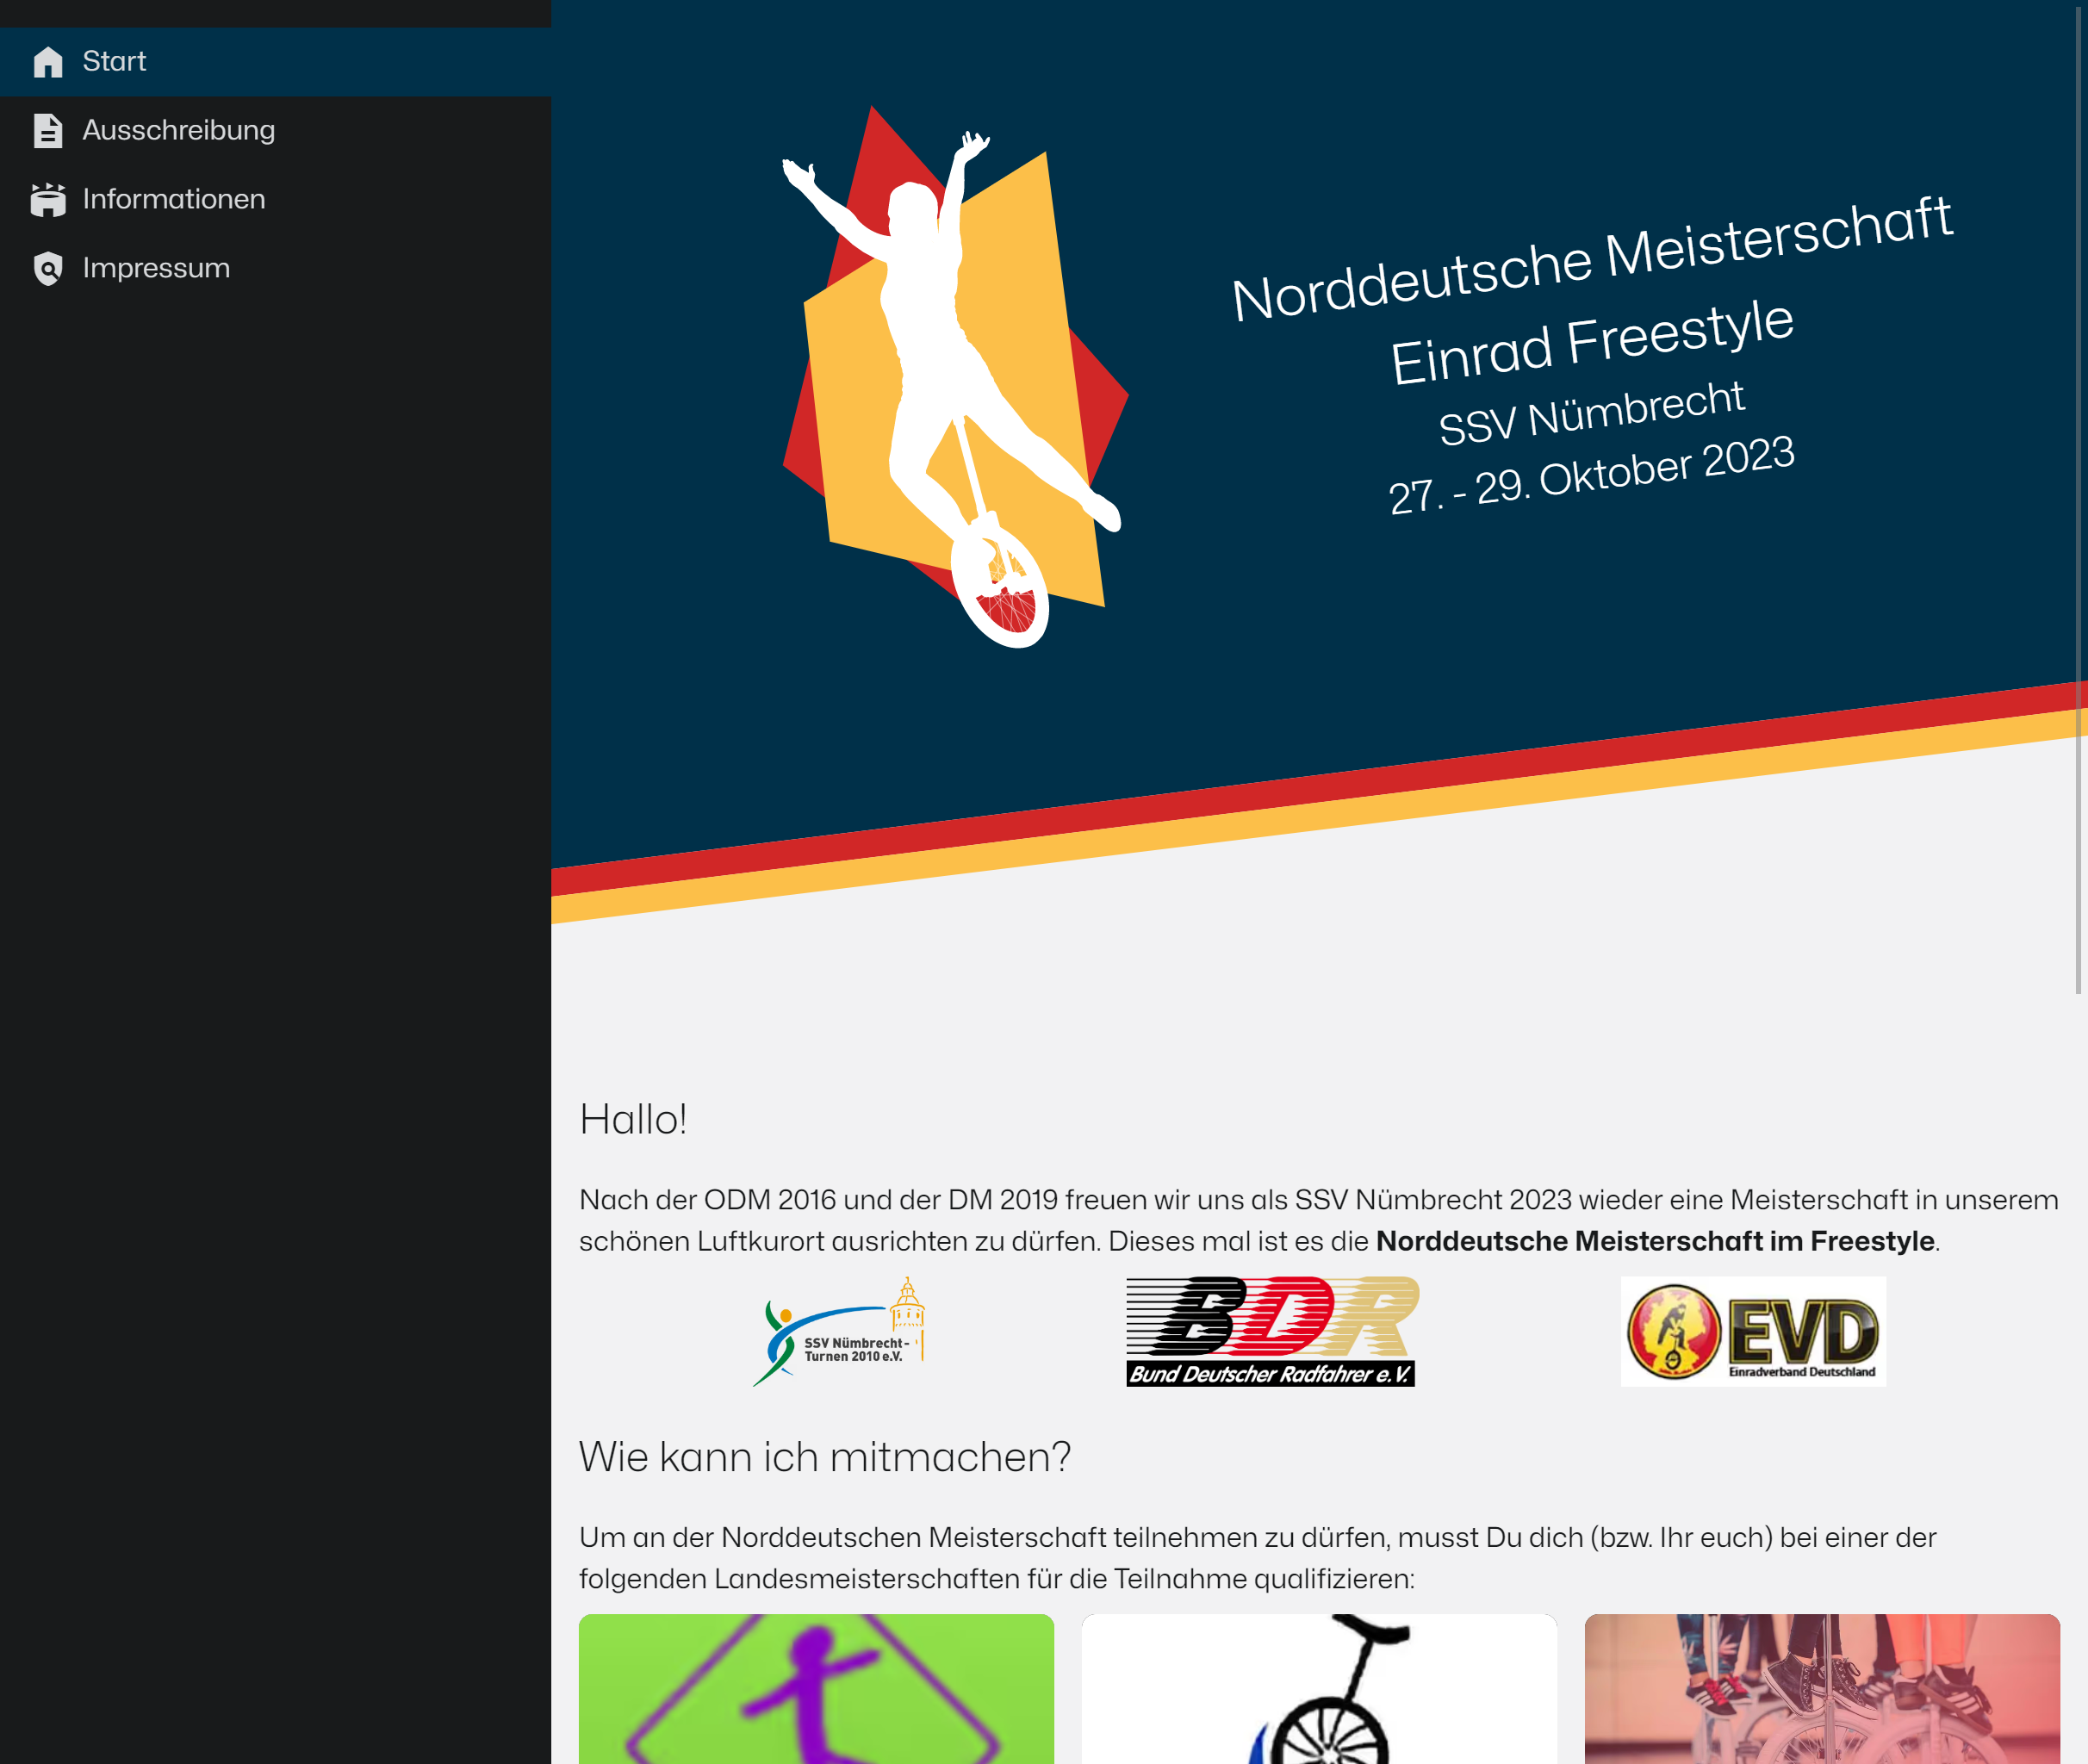 Start
Ausschreibung
Informationen
Impressum
Norddeutsche Meisterschaft
Einrad Freestyle
SSV Nümbrecht
27. - 29. Oktober 2023
Hallo!
Nach der ODM 2016 und der DM 2019 freuen wir uns als SSV Nümbrecht 2023 wieder eine Meisterschaft in unserem
schönen Luftkurort ausrichten zu dürfen. Dieses mal ist es die Norddeutsche Meisterschaft im Freestyle.
SSV Nümbrecht-
Turnen 2010 e.V.
BDR
Bund Deutscher Radfahrer e.V.
EVD
Einradverband Deutschland
Wie kann ich mitmachen?
Um an der Norddeutschen Meisterschaft teilnehmen zu dürfen, musst Du dich (bzw. Ihr euch) bei einer der
folgenden Landesmeisterschaften für die Teilnahme qualifizieren: